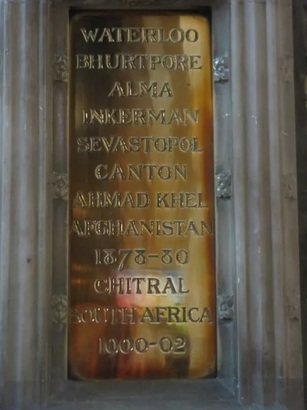 WATERLOO
BHURTPORE
ALMA
INKERMAN
SEVASTOPOL
CANTON
AHMAD KHEL
AFGHANISTAN
1878-80
CHITRAL
SOUTH AFRICA
1900-02